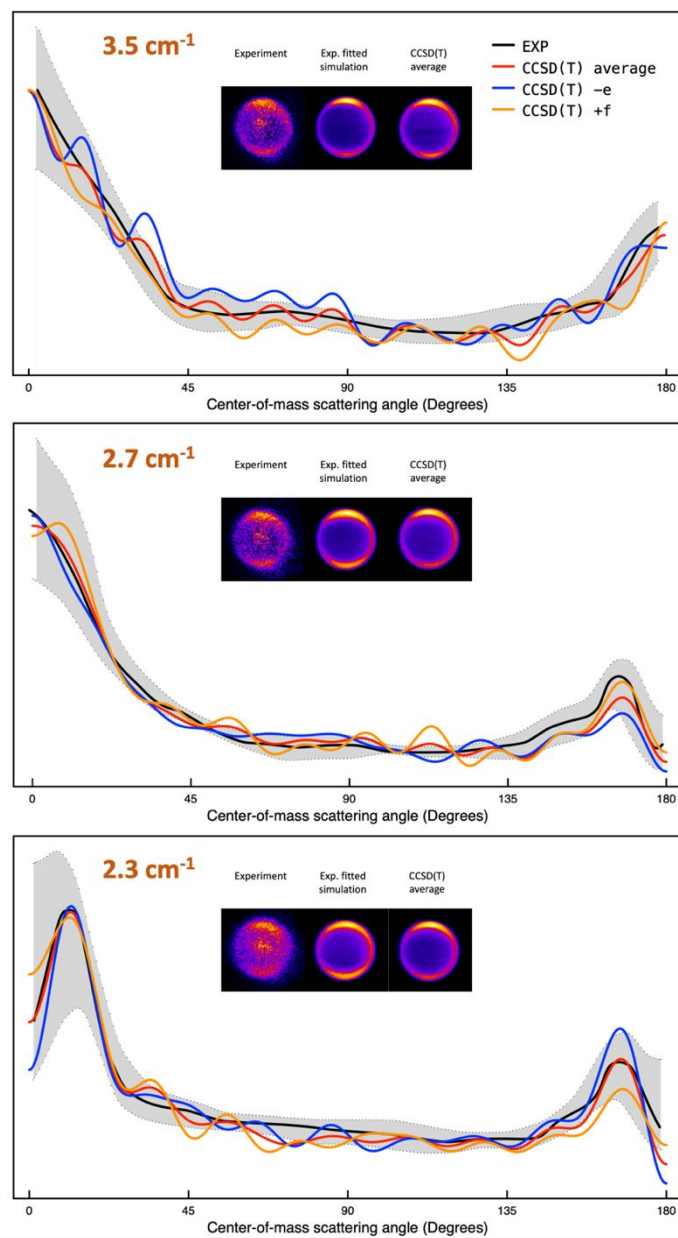 3.5 cm⁻¹
Experiment
Exp. fitted
simulation
CCSD(T)
average
EXP
CCSD(T) average
CCSD(T) −e
CCSD(T) +f
0
45
90
135
180
Center-of-mass scattering angle (Degrees)
2.7 cm⁻¹
Experiment
Exp. fitted
simulation
CCSD(T)
average
0
45
90
135
180
Center-of-mass scattering angle (Degrees)
2.3 cm⁻¹
Experiment
Exp. fitted
simulation
CCSD(T)
average
0
45
90
135
180
Center-of-mass scattering angle (Degrees)